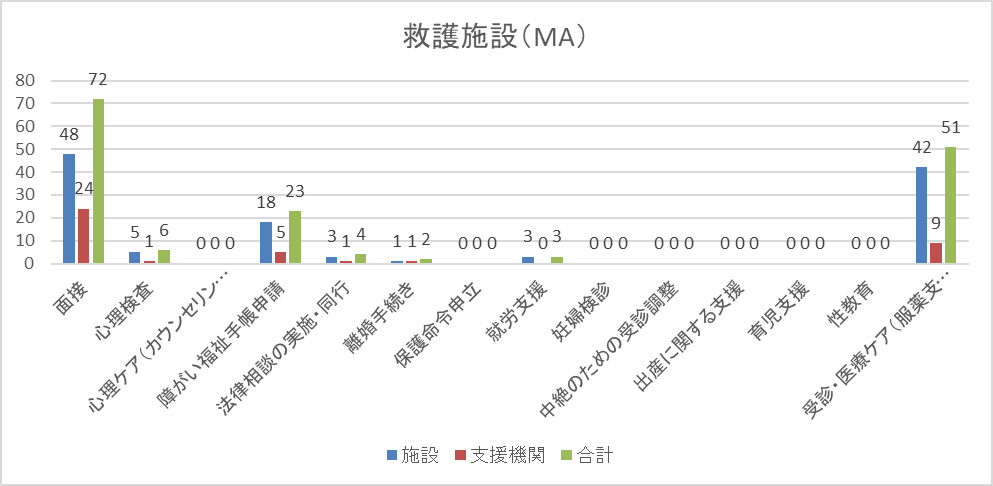 救護施設（MA）
80
70
60
50
40
30
20
10
0
48 24 72
5 1 6
0 0 0
18 5 23
3 1 4
1 1 2
0 0 0
3 0 3
0 0 0
0 0 0
0 0 0
0 0 0
0 0 0
42 9 51
面接
心理検査
心理ケア（カウンセリン…
障がい福祉手帳申請
法律相談の実施・同行
離婚手続き
保護命令申立
就労支援
妊婦検診
中絶のための受診調整
出産に関する支援
育児支援
性教育
受診・医療ケア（服薬支…
施設 支援機関 合計